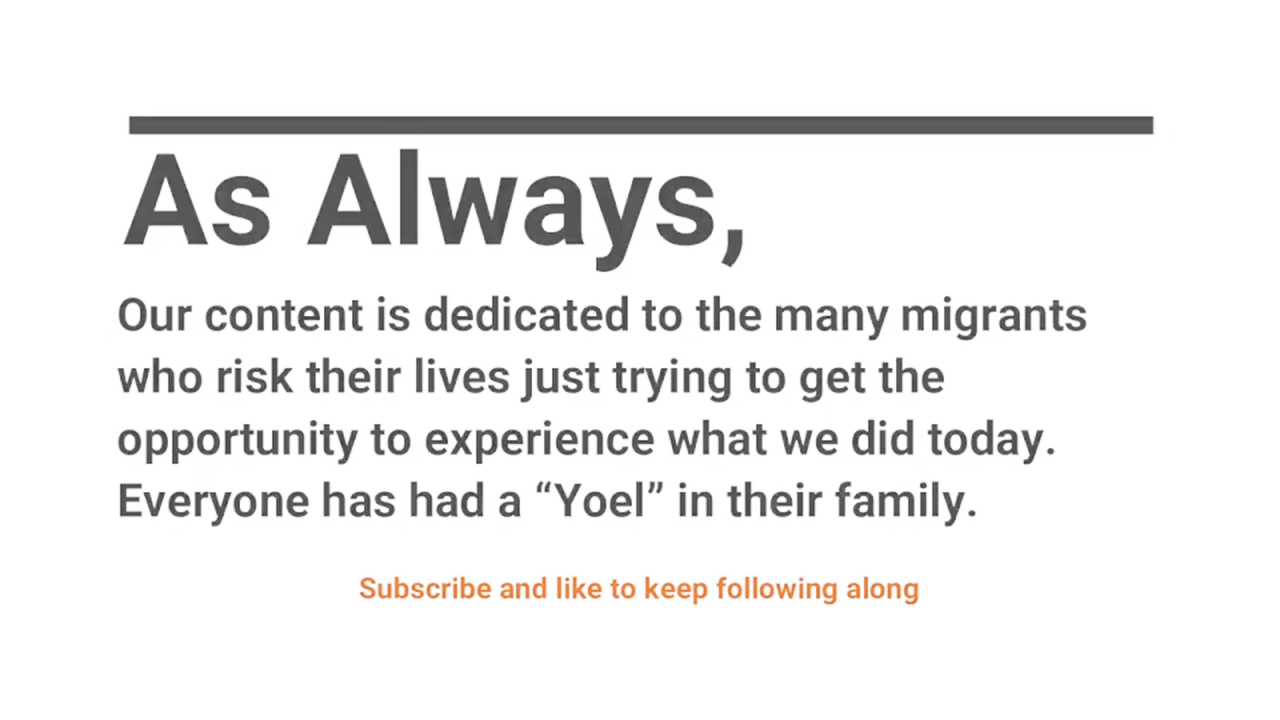 As Always,
Our content is dedicated to the many migrants
who risk their lives just trying to get the
opportunity to experience what we did today.
Everyone has had a “Yoel” in their family.
Subscribe and like to keep following along